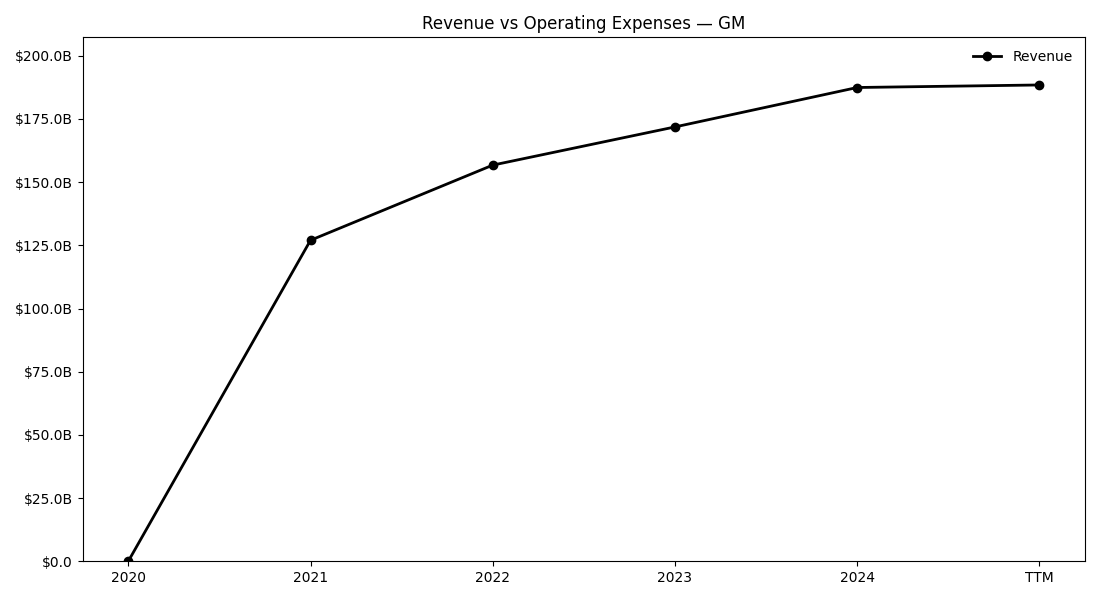 Revenue vs Operating Expenses — GM
$200.0B
Revenue
$175.0B
$150.0B
$125.0B
$100.0B
$75.0B
$50.0B
$25.0B
$0.0
2020 2021 2022 2023 2024 TTM